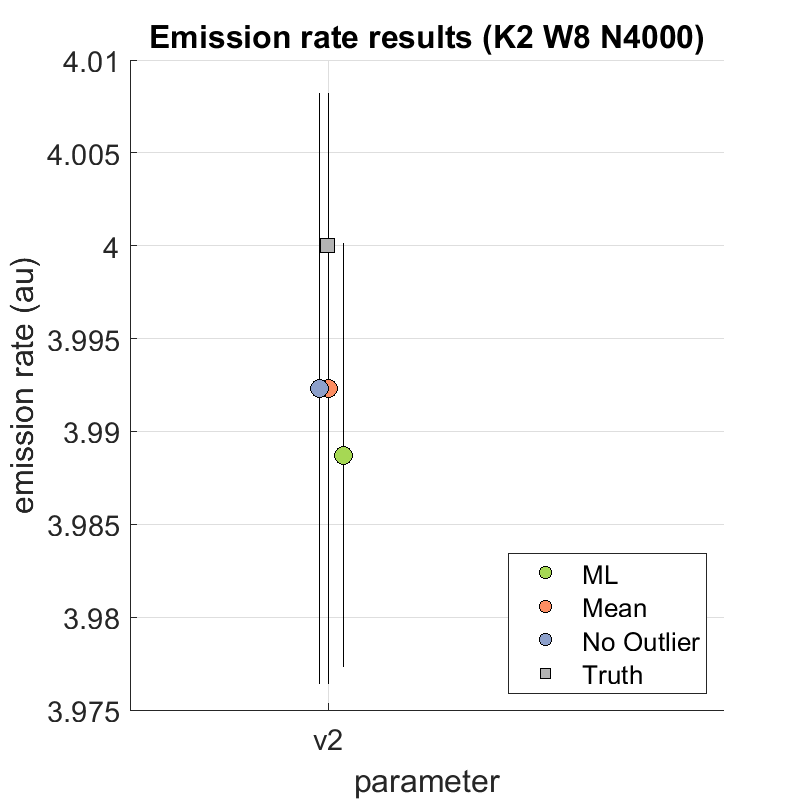 Emission rate results (K2 W8 N4000)
4.01
4.005
4
3.995
3.99
3.985
3.98
3.975
emission rate (au)
v2
parameter
ML
Mean
No Outlier
Truth